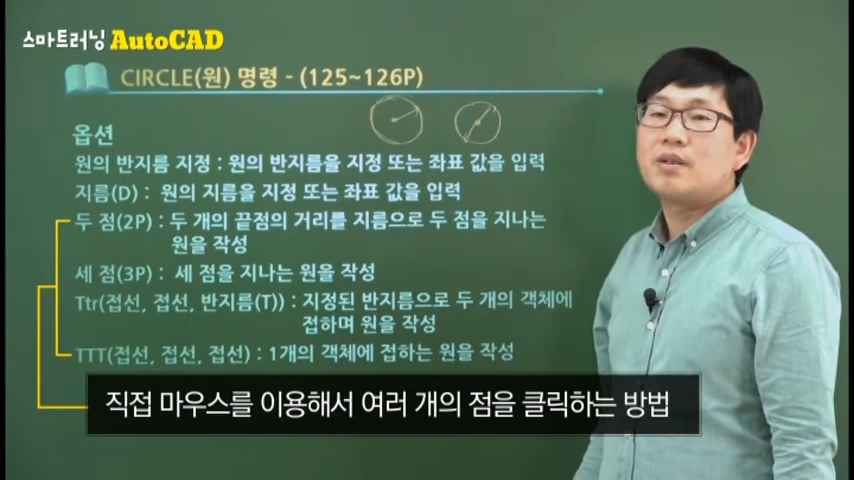 스마트러닝 AutoCAD
CIRCLE(원) 명령 - (125~126P)
옵션
원의 반지름 지정 : 원의 반지름을 지정 또는 좌표 값을 입력
지름(D) : 원의 지름을 지정 또는 좌표 값을 입력
두 점(2P) : 두 개의 끝점의 거리를 지름으로 두 점을 지나는
원을 작성
세 점(3P) : 세 점을 지나는 원을 작성
Ttr(접선, 접선, 반지름(T)) : 지정된 반지름으로 두 개의 객체에
접하며 원을 작성
TTT(접선, 접선, 접선) : 1개의 객체에 접하는 원을 작성
직접 마우스를 이용해서 여러 개의 점을 클릭하는 방법